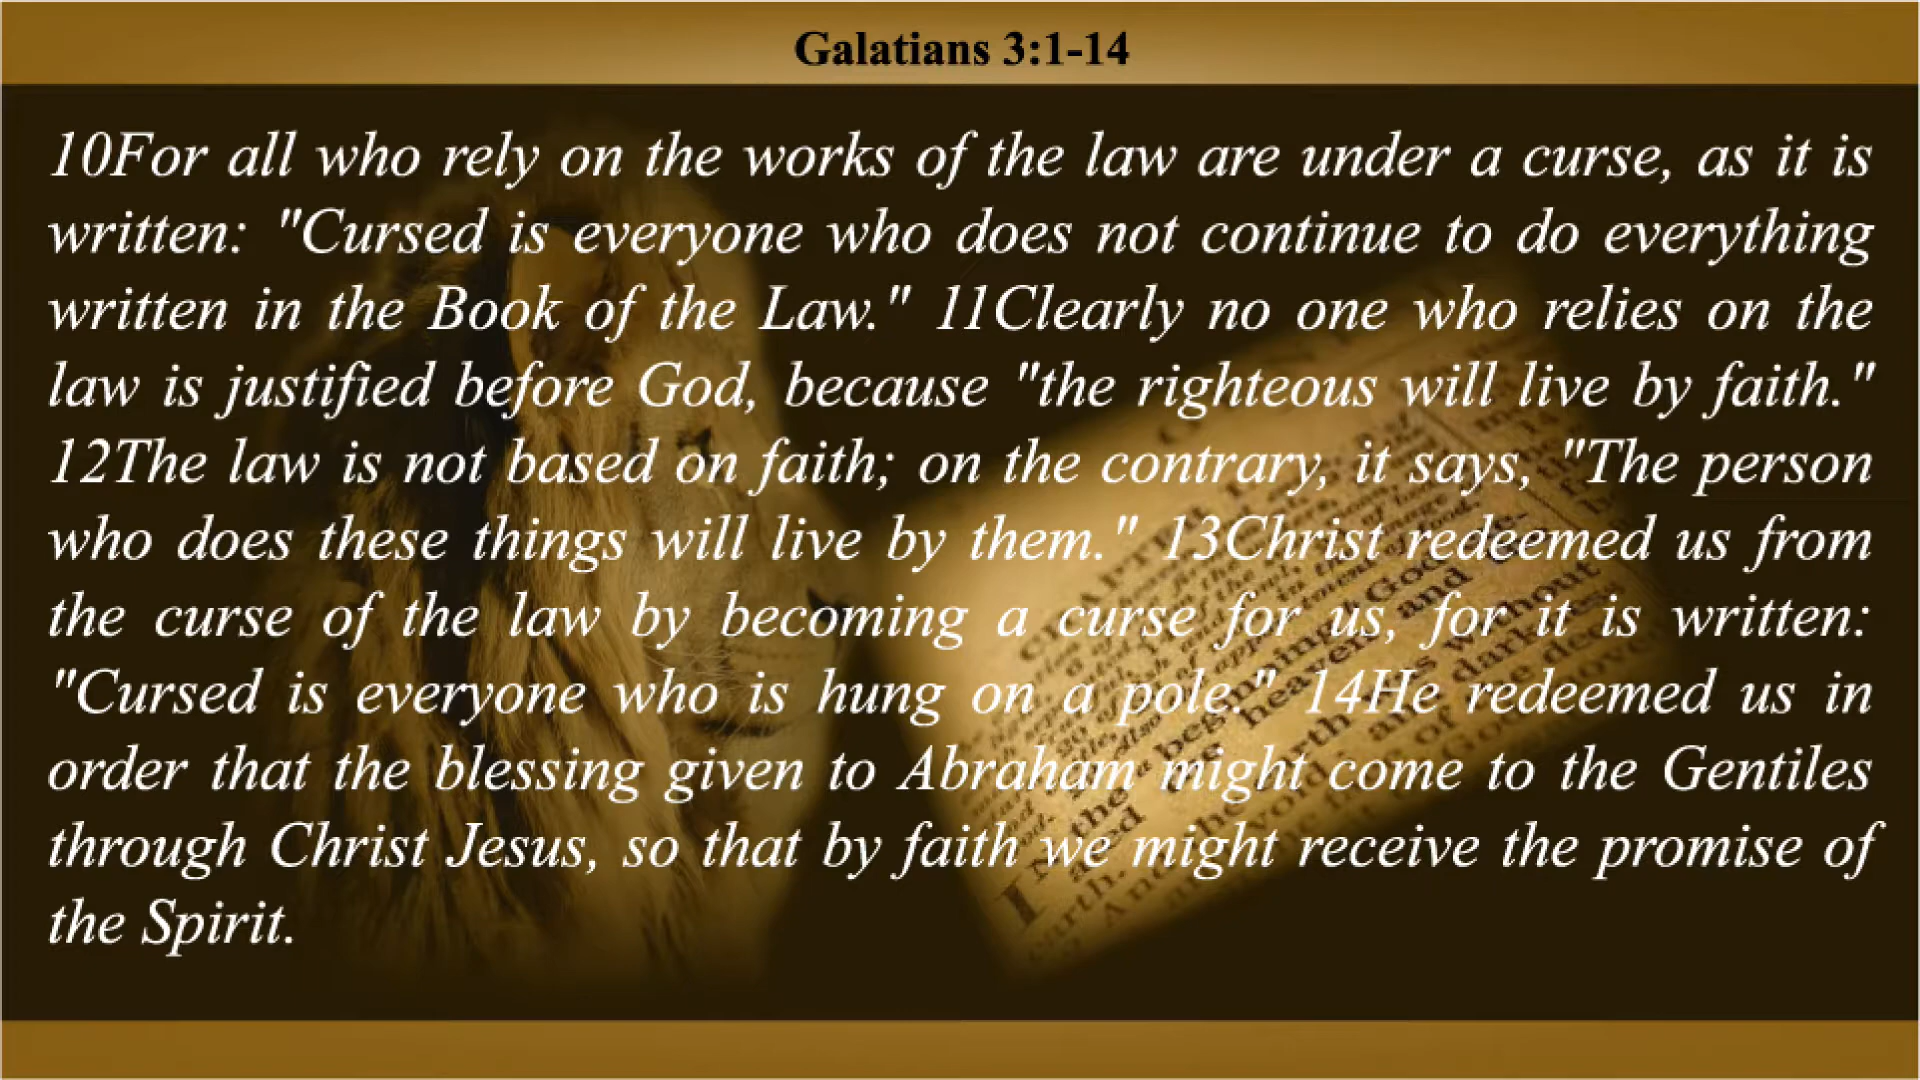 Galatians 3:1-14
10For all who rely on the works of the law are under a curse, as it is
written: "Cursed is everyone who does not continue to do everything
written in the Book of the Law." 11Clearly no one who relies on the
law is justified before God, because "the righteous will live by faith."
12The law is not based on faith; on the contrary, it says, "The person
who does these things will live by them." 13Christ redeemed us from
the curse of the law by becoming a curse for us, for it is written:
"Cursed is everyone who is hung on a pole." 14He redeemed us in
order that the blessing given to Abraham might come to the Gentiles
through Christ Jesus, so that by faith we might receive the promise of
the Spirit.